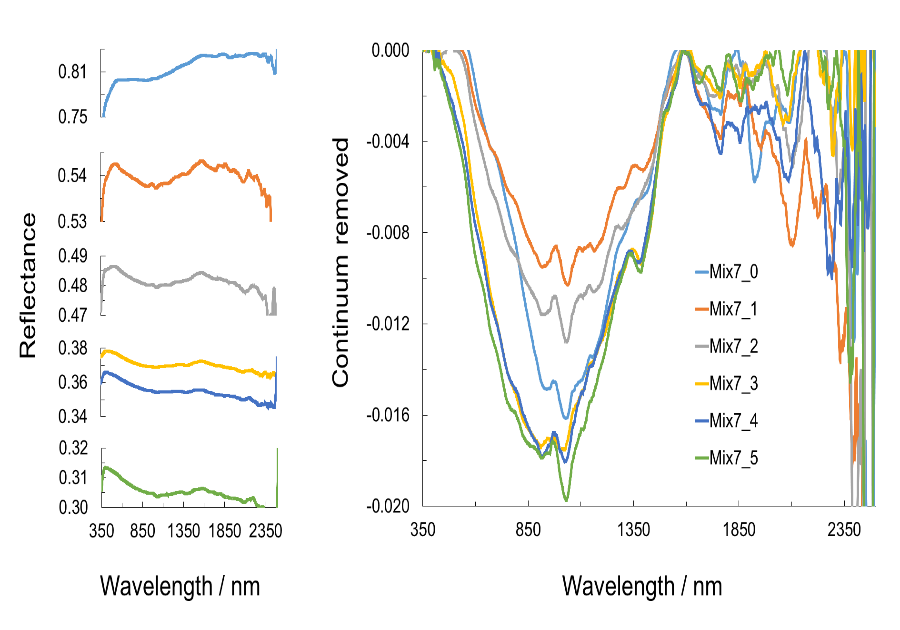 Reflectance
0.81
0.75
0.54
0.53
0.49
0.48
0.47
0.38
0.36
0.34
0.32
0.31
0.30
350 850 1350 1850 2350
Wavelength / nm
Continuum removed
0.000
-0.004
-0.008
-0.012
-0.016
-0.020
350 850 1350 1850 2350
Wavelength / nm
Mix7_0
Mix7_1
Mix7_2
Mix7_3
Mix7_4
Mix7_5